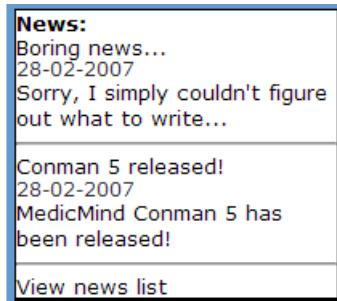 News:
Boring news...
28-02-2007
Sorry, I simply couldn't figure
out what to write...
Conman 5 released!
28-02-2007
MedicMind Conman 5 has
been released!
View news list